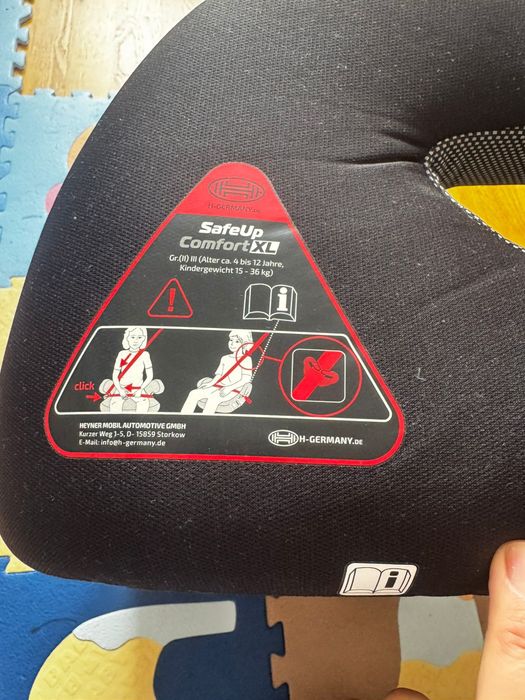 H-GERMANY.DE
SafeUp
Comfort XL
Gr.(II) III (Alter ca. 4 bis 12 Jahre,
Kindergewicht 15 - 36 kg)
i
click
HEYNER MOBIL AUTOMOTIVE GMBH
Kurzer Weg 1-5, D- 15859 Storkow
E-Mail: info@h-germany.de
H-GERMANY.DE
i